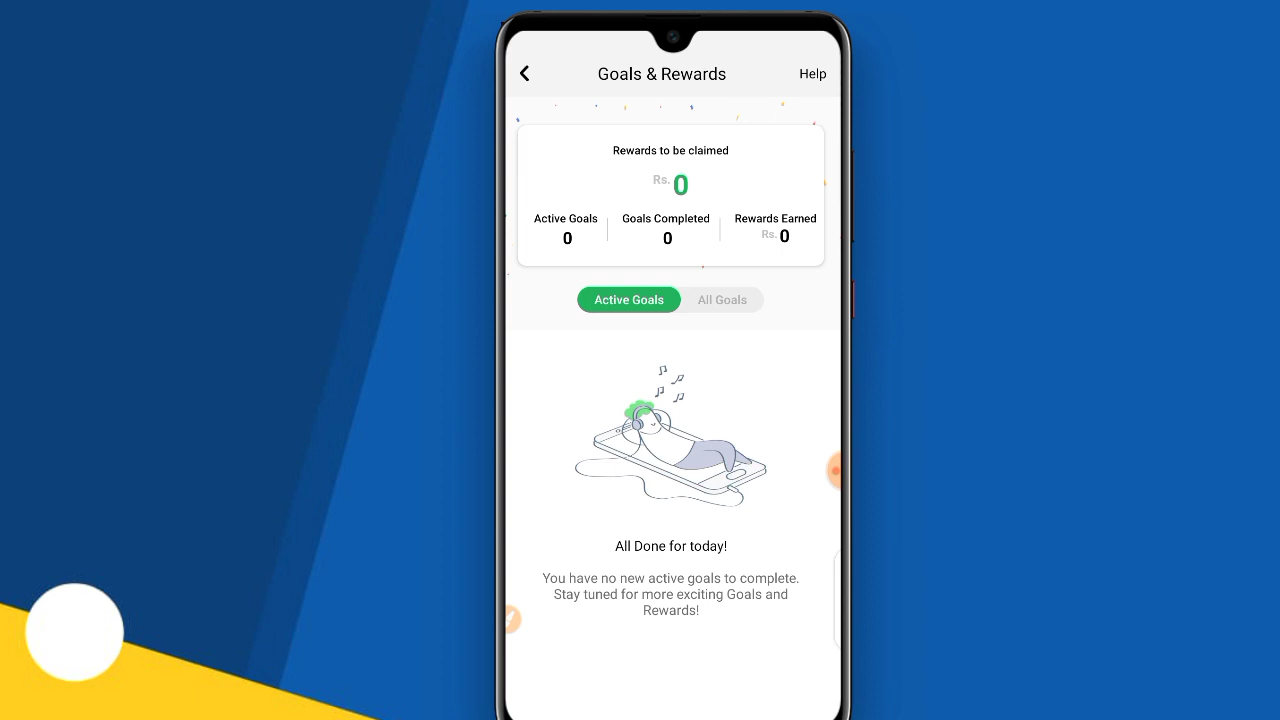 Goals & Rewards
Help
Rewards to be claimed
Rs. 0
Active Goals
0
Goals Completed
0
Rewards Earned
Rs. 0
Active Goals
All Goals
All Done for today!
You have no new active goals to complete.
Stay tuned for more exciting Goals and
Rewards!